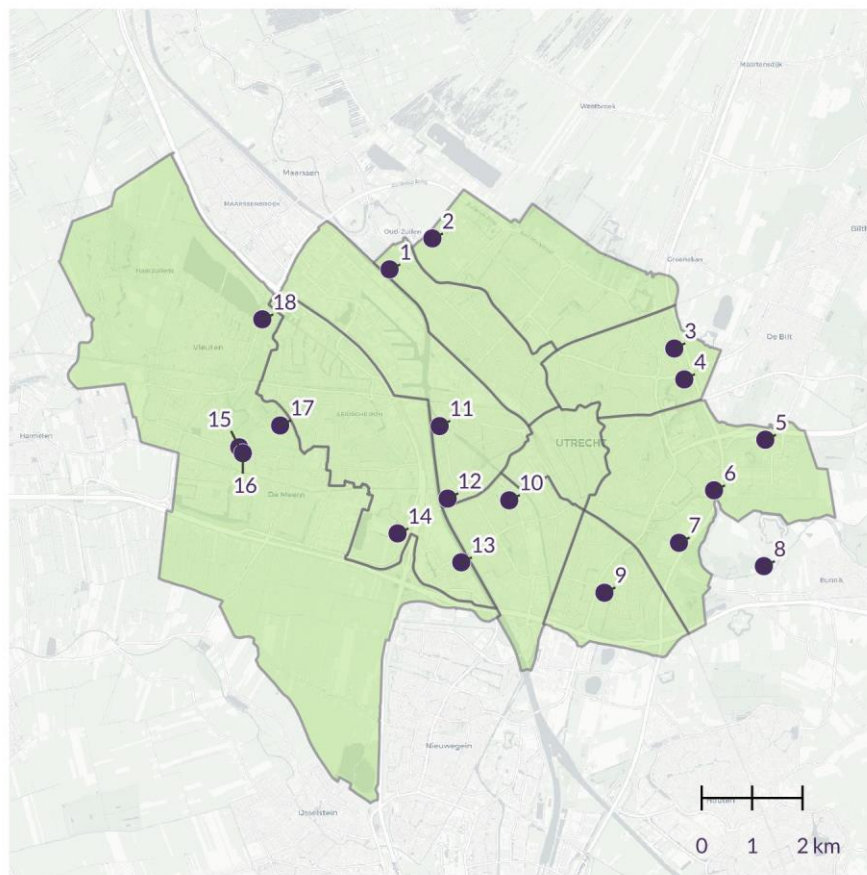 Maartensdijk
Westbroek
Maarssen
MAARSSENBROEK
Oud-Zuilen
2
1
Groenekan
Haarzuilens
18
3
De Bilt
Vleuten
4
17
11
15
5
Harmelen
UTRECHT
16
6
De Meern
12
10
14
7
13
8
Bunnik
9
Nieuwegein
Houten
IJsselstein
0 1 2 km